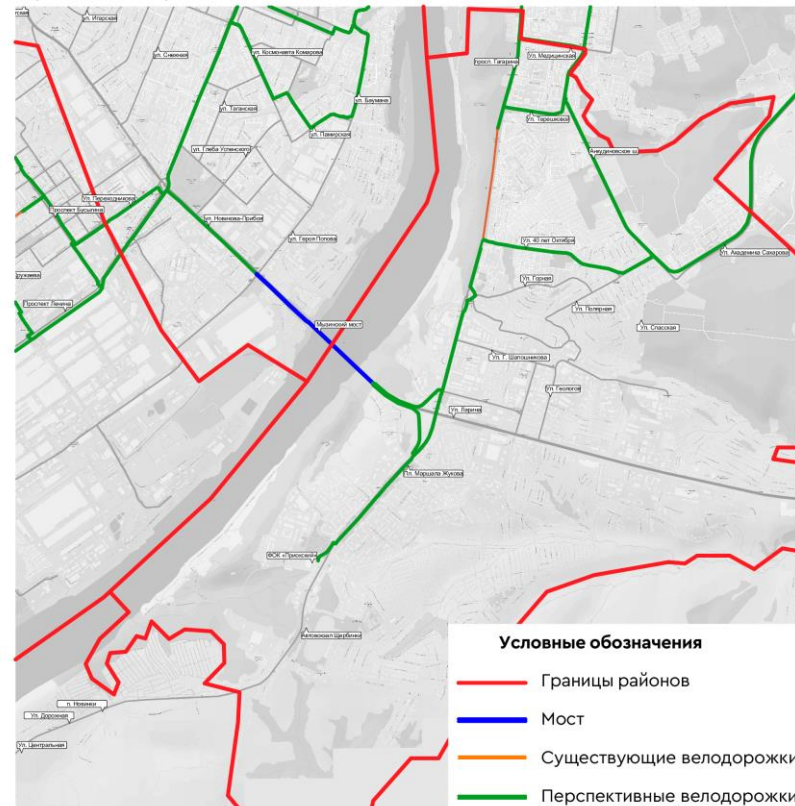 ул. Игарская
ул. Снежная
ул. Космонавта Комарова
просп. Гагарина
Ул. Медицинская
ул. Баумана
ул. Таганская
ул. Памирская
Ул. Терешковой
ул. Глеба Успенского
Анкудиновское ш.
Ул. Переходникова
Проспект Бусыгина
ул. Новикова-Прибоя
ул. Героя Попова
Ул. 40 лет Октября
Ул. Академика Сахарова
Проспект Ленина
Ул. Горная
Ул. Полярная
Ул. Спасская
Мызинский мост
Ул. Г. Шапошникова
Ул. Геологов
Ул. Ларина
Пл. Маршала Жукова
ФОК «Приокский»
Автовокзал Щербинки
п. Новинки
Ул. Дорожная
Ул. Центральная
Условные обозначения
Границы районов
Мост
Существующие велодорожки
Перспективные велодорожки